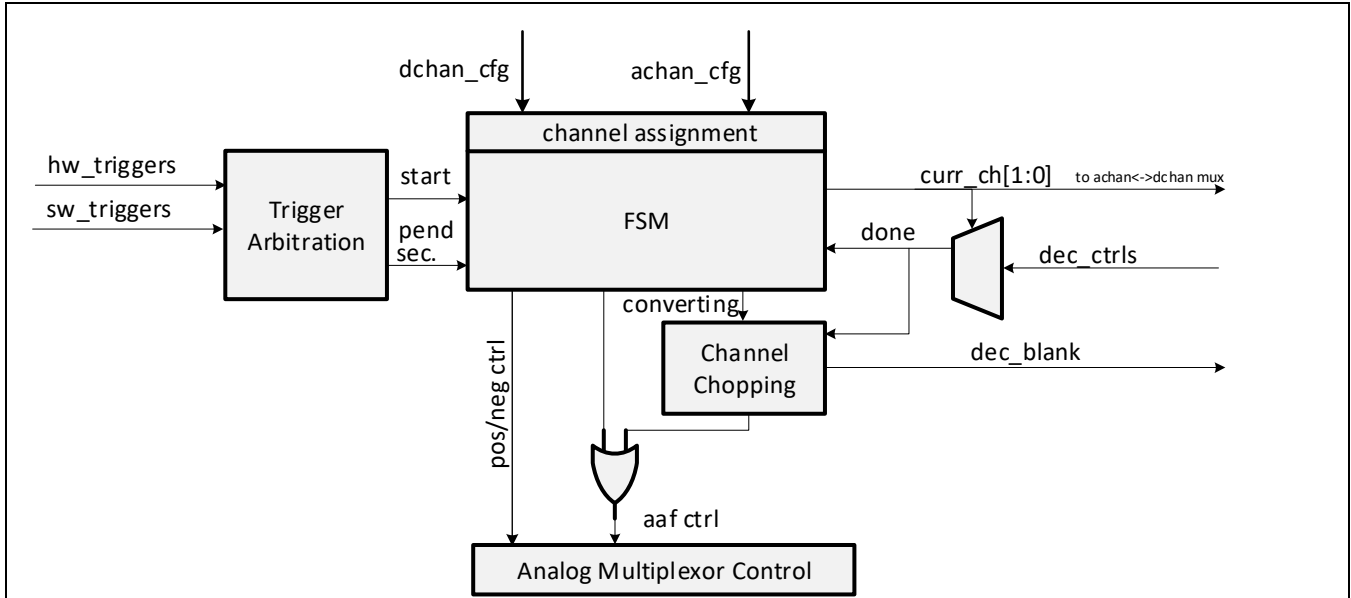 dchan_cfg
achan_cfg
channel assignment
hw_triggers
sw_triggers
Trigger
Arbitration
start
pend
sec.
FSM
curr_ch[1:0]
to achan<->dchan mux
done
dec_ctrls
converting
Channel
Chopping
dec_blank
pos/neg ctrl
aaf ctrl
Analog Multiplexor Control